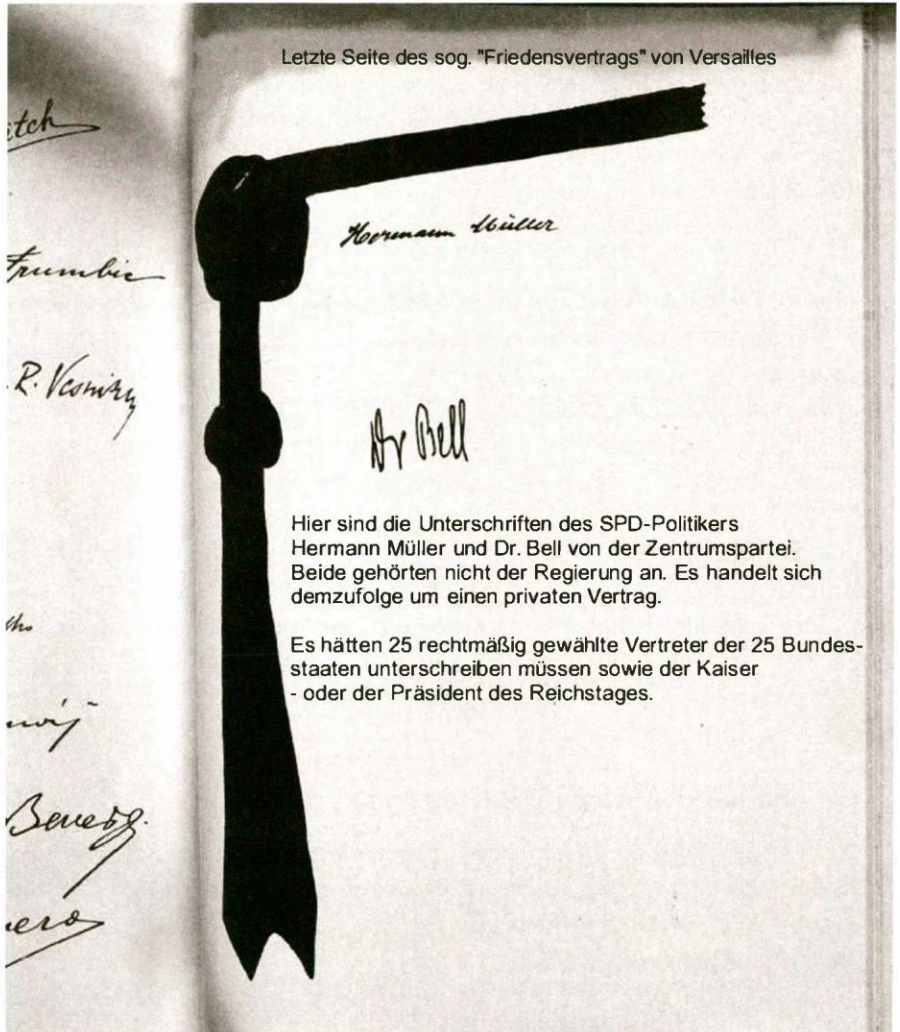 Letzte Seite des sog. "Friedensvertrags" von Versailles
Trumbic
. R. Vesnitch
Hermann Müller
Dr Bell
Hier sind die Unterschriften des SPD-Politikers
Hermann Müller und Dr. Bell von der Zentrumspartei.
Beide gehörten nicht der Regierung an. Es handelt sich
demzufolge um einen privaten Vertrag.
Es hätten 25 rechtmäßig gewählte Vertreter der 25 Bundes-
staaten unterschreiben müssen sowie der Kaiser
- oder der Präsident des Reichstages.